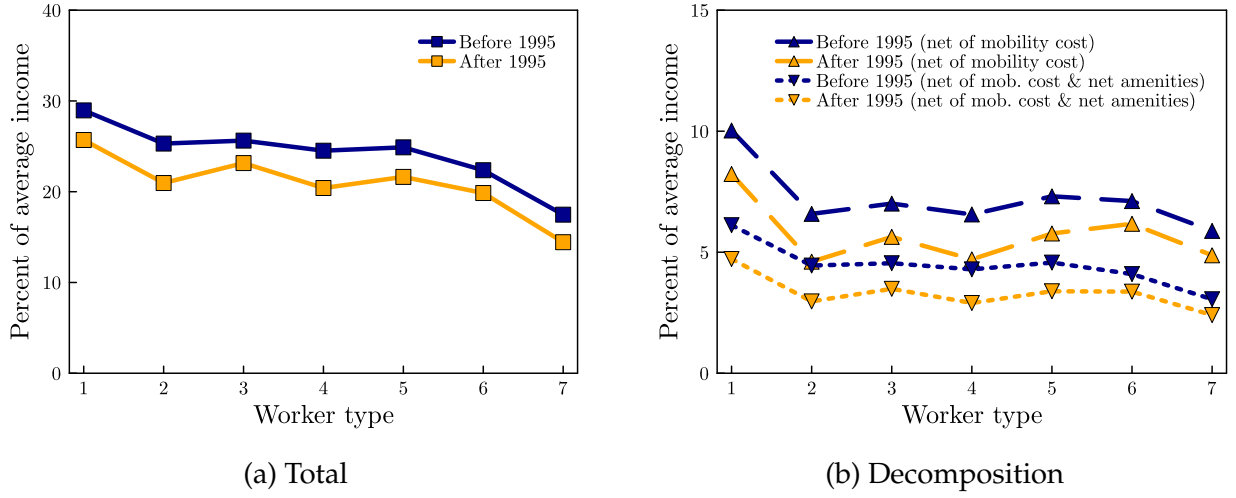 40
30
20
10
0
Percent of average income
Before 1995
After 1995
1 2 3 4 5 6 7
Worker type
(a) Total
15
10
5
0
Percent of average income
Before 1995 (net of mobility cost)
After 1995 (net of mobility cost)
Before 1995 (net of mob. cost & net amenities)
After 1995 (net of mob. cost & net amenities)
1 2 3 4 5 6 7
Worker type
(b) Decomposition